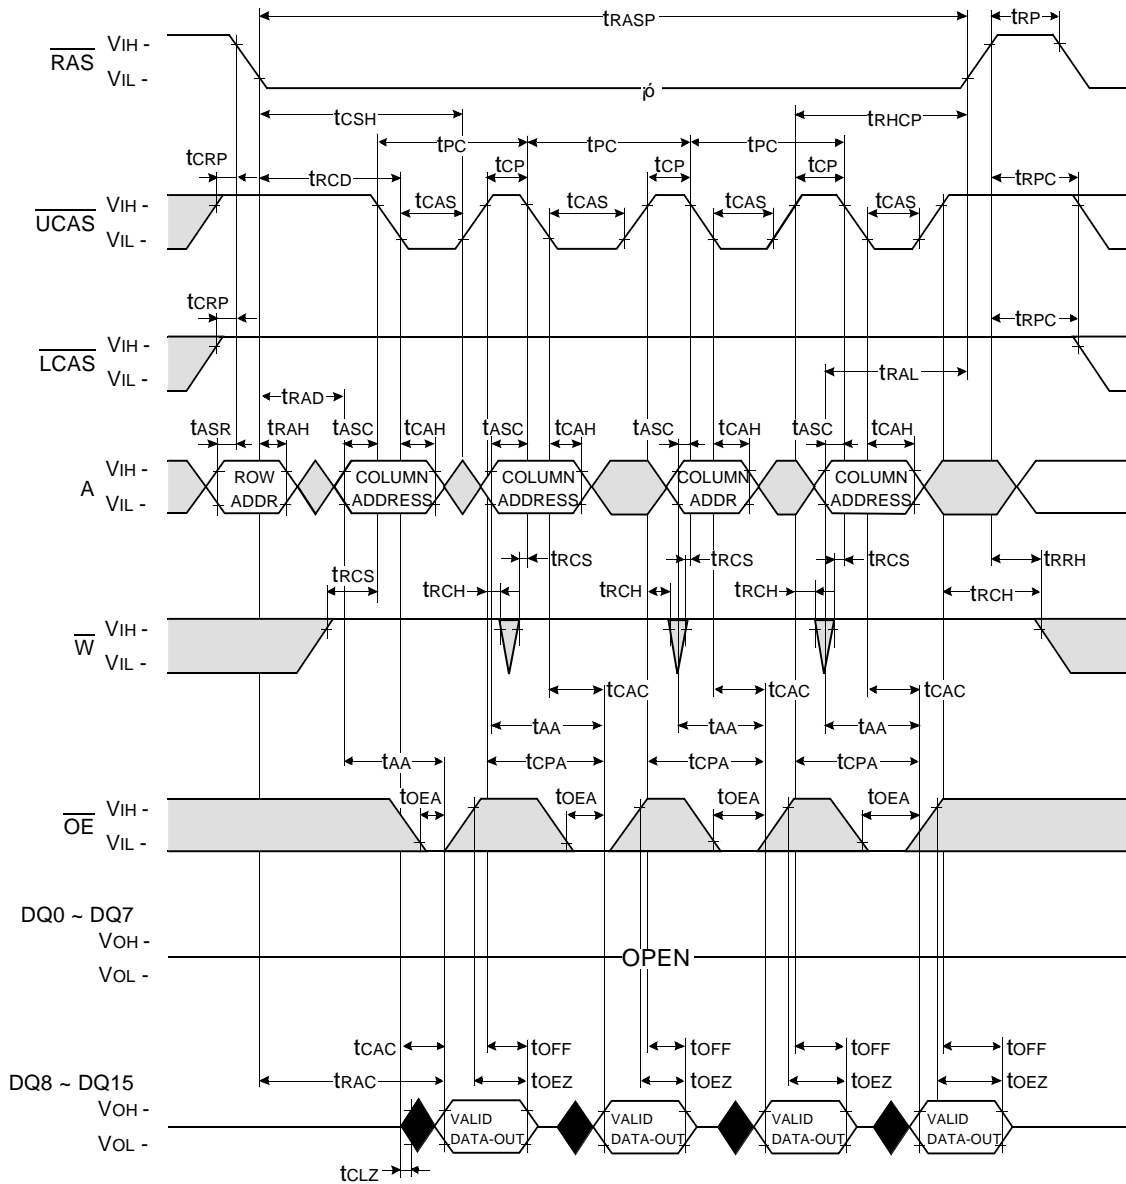 tRASP tRP
RAS VIH -
VIL -
¡ó
tCSH tRHCP
tPC tPC tPC
tCRP tCP tCP tCP
tRCD tRPC
UCAS VIH - tCAS tCAS tCAS tCAS
VIL -
tCRP tRPC
LCAS VIH -
VIL -
tRAL
tRAD
tASR tRAH tASC tCAH tASC tCAH tASC tCAH tASC tCAH
A VIH - ROW COLUMN COLUMN COLUMN COLUMN
VIL - ADDR ADDRESS ADDRESS ADDR ADDRESS
tRCS tRCS tRCS tRRH
tRCS tRCH tRCH tRCH tRCH
W VIH -
VIL -
tCAC tCAC tCAC
tAA tAA tAA
tAA tCPA tCPA tCPA
tOEA tOEA tOEA tOEA
OE VIH -
VIL -
DQ0 ~ DQ7
VOH -
OPEN
VOL -
tCAC tOFF tOFF tOFF tOFF
DQ8 ~ DQ15 tRAC tOEZ tOEZ tOEZ tOEZ
VOH - VALID VALID VALID VALID
VOL - DATA-OUT DATA-OUT DATA-OUT DATA-OUT
tCLZ